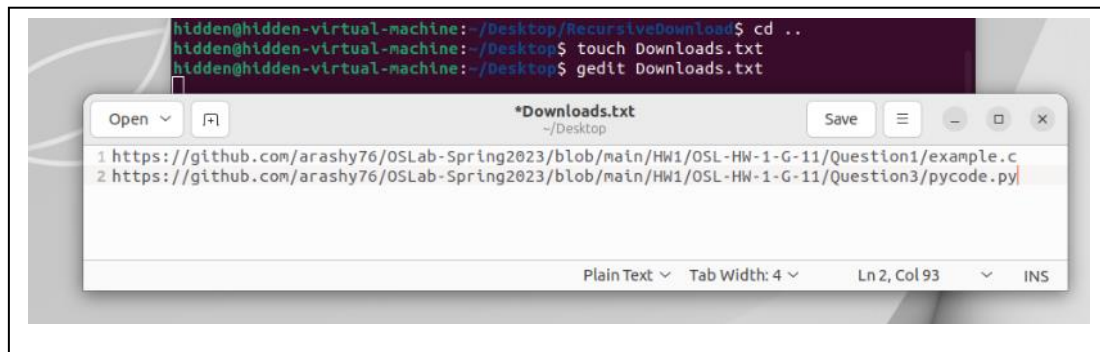 hidden@hidden-virtual-machine:~/Desktop/RecursiveDownload$ cd ..
hidden@hidden-virtual-machine:~/Desktop$ touch Downloads.txt
hidden@hidden-virtual-machine:~/Desktop$ gedit Downloads.txt
Open
*Downloads.txt
Save
~/Desktop
1 https://github.com/arashy76/OSLab-Spring2023/blob/main/HW1/OSL-HW-1-G-11/Question1/example.c
2 https://github.com/arashy76/OSLab-Spring2023/blob/main/HW1/OSL-HW-1-G-11/Question3/pycode.py
Plain Text Tab Width: 4 Ln 2, Col 93 INS